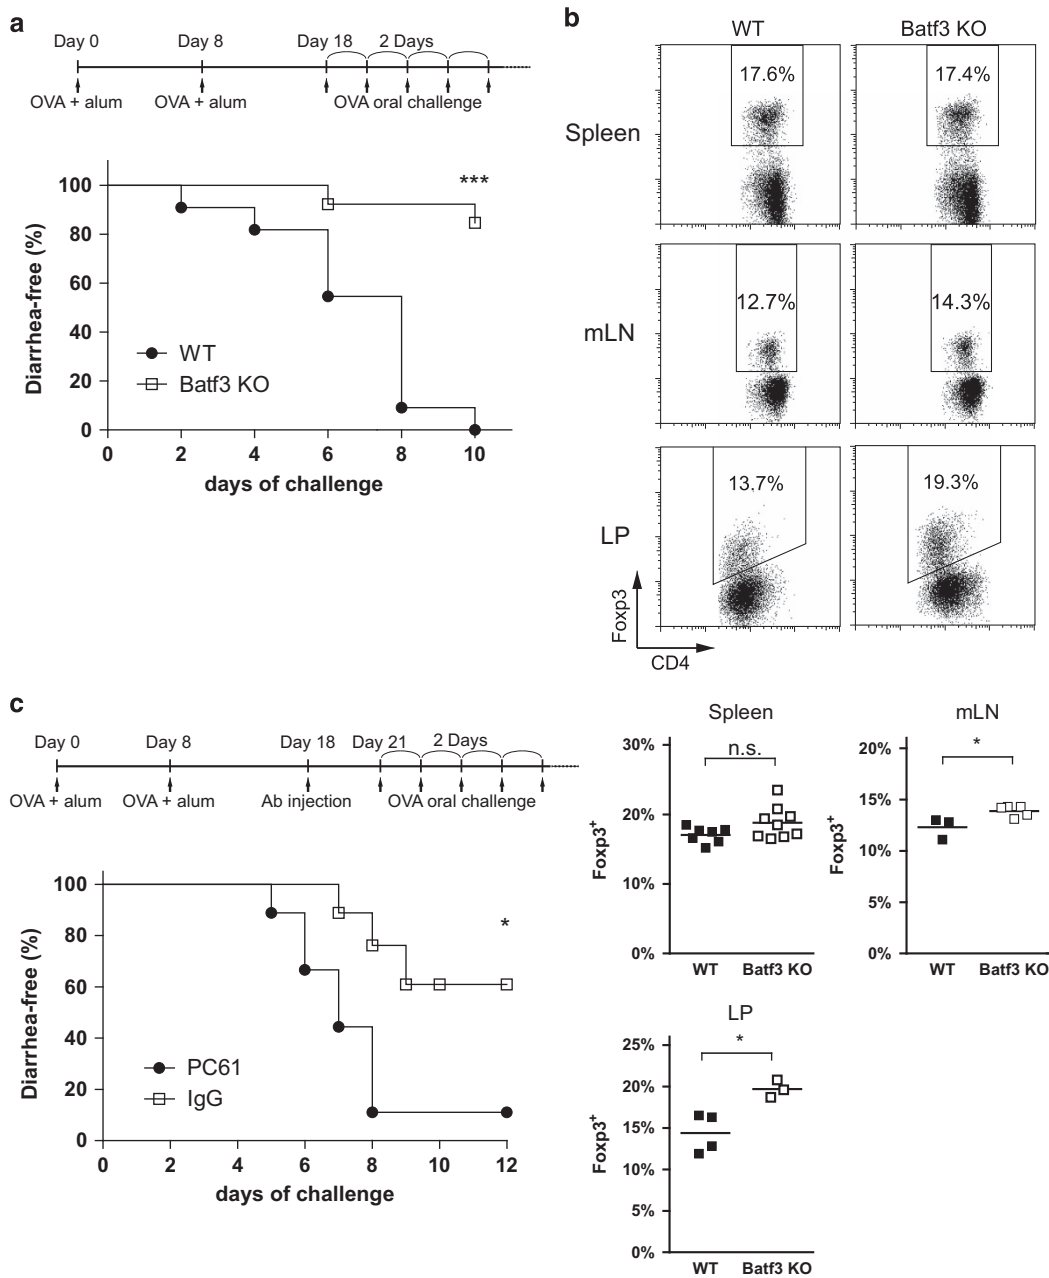 a
Day 0 Day 8 Day 18 2 Days
OVA + alum OVA + alum OVA oral challenge
100
80
60
40
20
0
Diarrhea-free (%)
***
WT
Batf3 KO
0 2 4 6 8 10
days of challenge
b
WT Batf3 KO
Spleen
17.6% 17.4%
mLN
12.7% 14.3%
LP
13.7% 19.3%
Foxp3
CD4
Spleen
30%
20%
10%
0%
Foxp3+
n.s.
WT Batf3 KO
mLN
20%
15%
10%
5%
0%
Foxp3+
*
WT Batf3 KO
LP
25%
20%
15%
10%
5%
0%
Foxp3+
*
WT Batf3 KO
c
Day 0 Day 8 Day 18 Day 21 2 Days
OVA + alum OVA + alum Ab injection OVA oral challenge
100
80
60
40
20
0
Diarrhea-free (%)
*
PC61
IgG
0 2 4 6 8 10 12
days of challenge